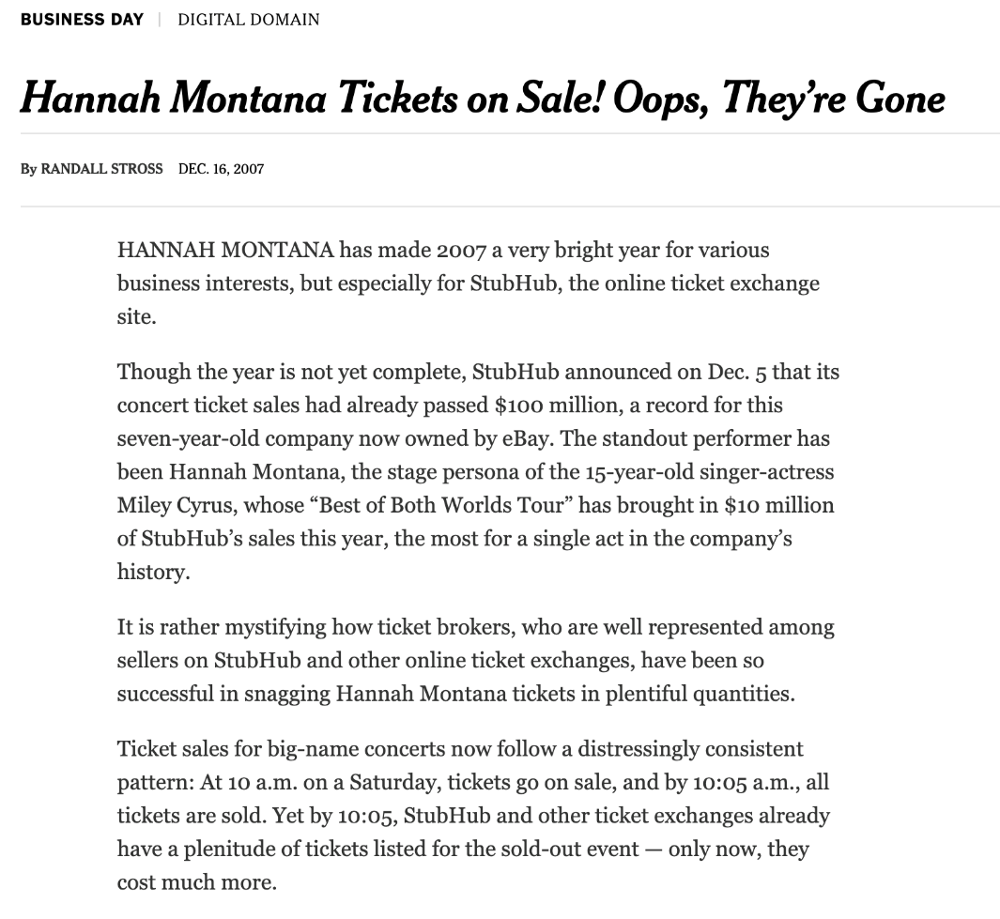 BUSINESS DAY | DIGITAL DOMAIN
Hannah Montana Tickets on Sale! Oops, They’re Gone
By RANDALL STROSS DEC. 16, 2007
HANNAH MONTANA has made 2007 a very bright year for various
business interests, but especially for StubHub, the online ticket exchange
site.
Though the year is not yet complete, StubHub announced on Dec. 5 that its
concert ticket sales had already passed $100 million, a record for this
seven-year-old company now owned by eBay. The standout performer has
been Hannah Montana, the stage persona of the 15-year-old singer-actress
Miley Cyrus, whose “Best of Both Worlds Tour” has brought in $10 million
of StubHub’s sales this year, the most for a single act in the company’s
history.
It is rather mystifying how ticket brokers, who are well represented among
sellers on StubHub and other online ticket exchanges, have been so
successful in snagging Hannah Montana tickets in plentiful quantities.
Ticket sales for big-name concerts now follow a distressingly consistent
pattern: At 10 a.m. on a Saturday, tickets go on sale, and by 10:05 a.m., all
tickets are sold. Yet by 10:05, StubHub and other ticket exchanges already
have a plenitude of tickets listed for the sold-out event — only now, they
cost much more.